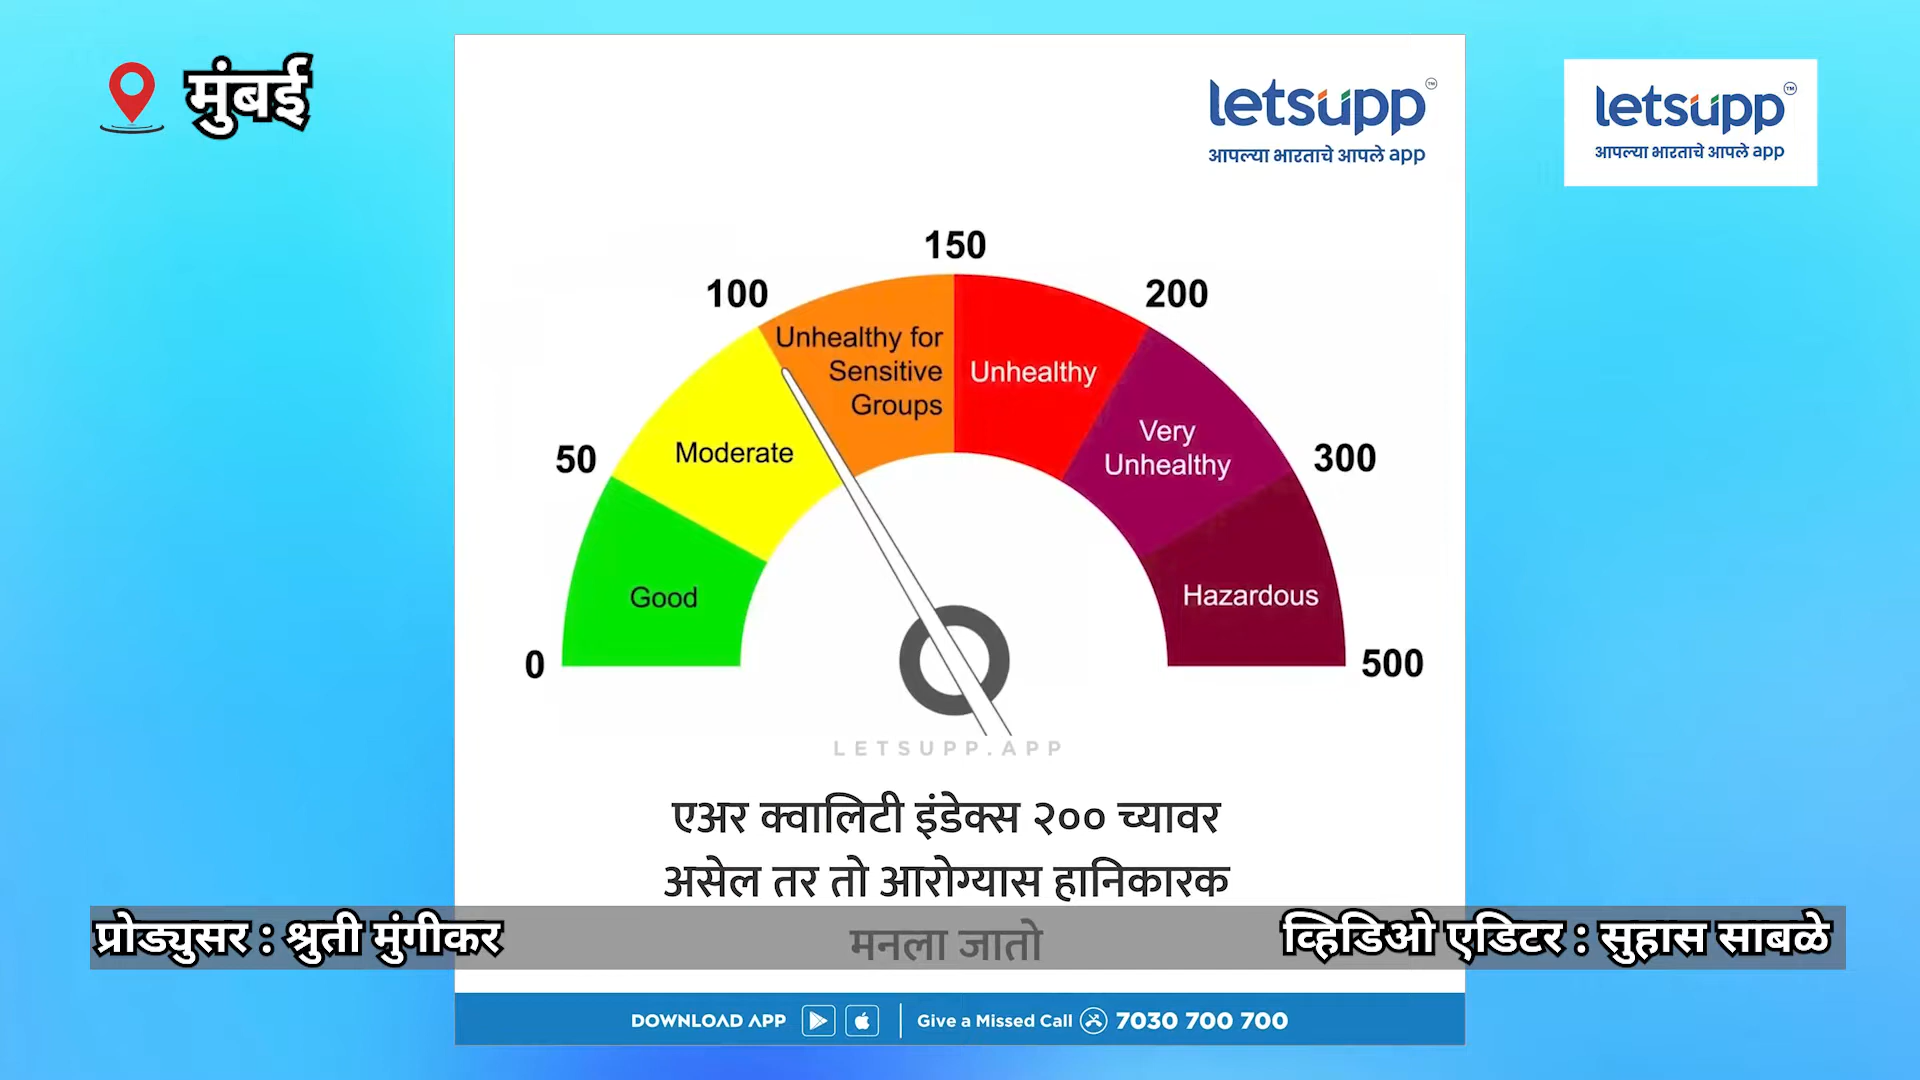 मुंबई
letsupp™
आपल्या भारताचे आपले app
letsupp™
आपल्या भारताचे आपले app
150
100
200
Unhealthy for
Sensitive
Groups
Unhealthy
50
Moderate
Very
Unhealthy
300
Good
Hazardous
0
500
LETSUPP.APP
एअर क्वालिटी इंडेक्स २०० च्यावर
असेल तर तो आरोग्यास हानिकारक
मनला जातो
प्रोड्युसर : श्रुती मुंगीकर
व्हिडिओ एडिटर : सुहास साबळे
DOWNLOAD APP | Give a Missed Call 7030 700 700